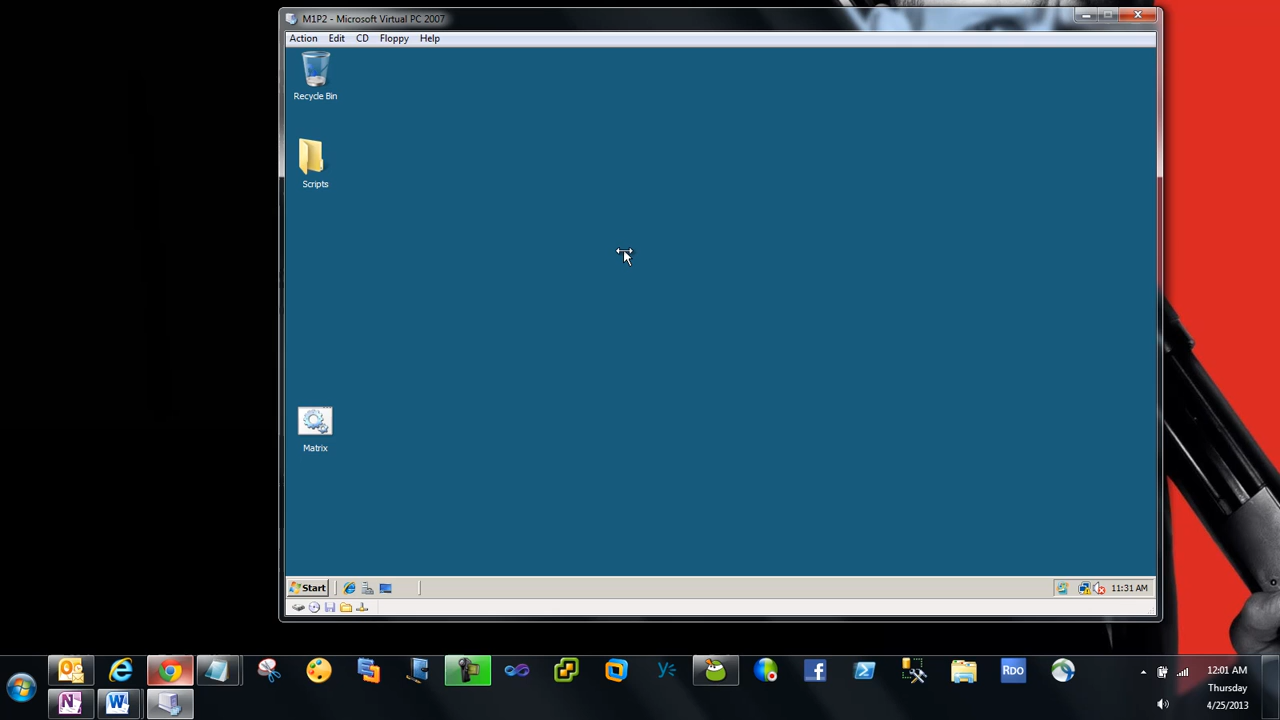 M1P2 - Microsoft Virtual PC 2007
Action Edit CD Floppy Help
Recycle Bin
Scripts
Matrix
Start
11:31 AM
RDO
12:01 AM
Thursday
4/25/2013